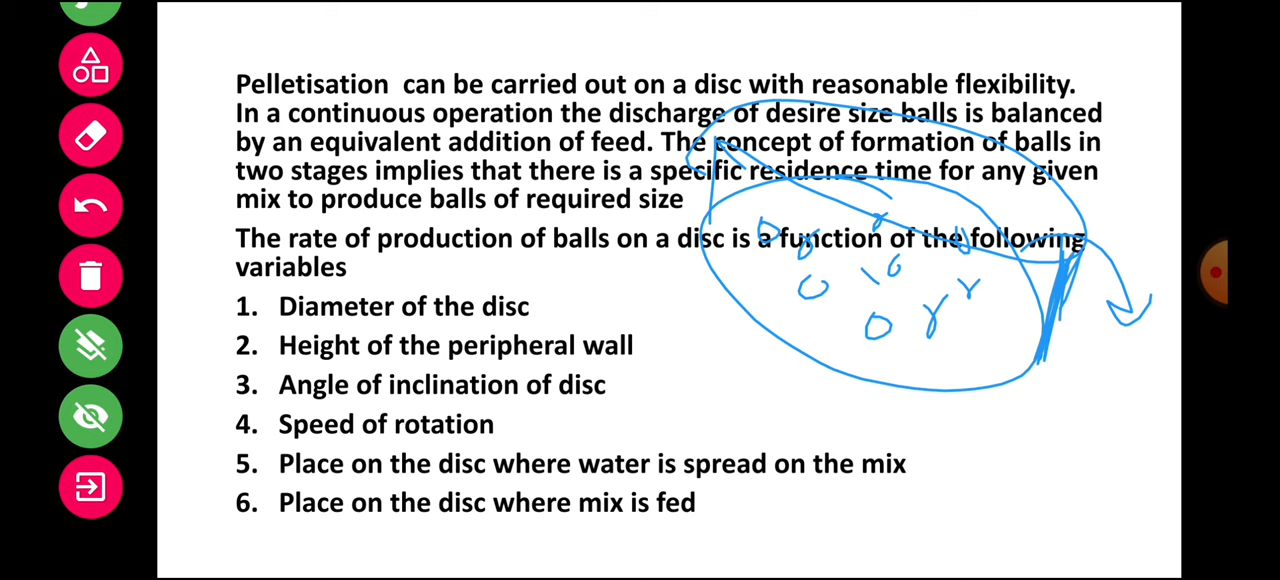 Pelletisation can be carried out on a disc with reasonable flexibility.
In a continuous operation the discharge of desire size balls is balanced
by an equivalent addition of feed. The concept of formation of balls in
two stages implies that there is a specific residence time for any given
mix to produce balls of required size
The rate of production of balls on a disc is a function of the following
variables
1. Diameter of the disc
2. Height of the peripheral wall
3. Angle of inclination of disc
4. Speed of rotation
5. Place on the disc where water is spread on the mix
6. Place on the disc where mix is fed